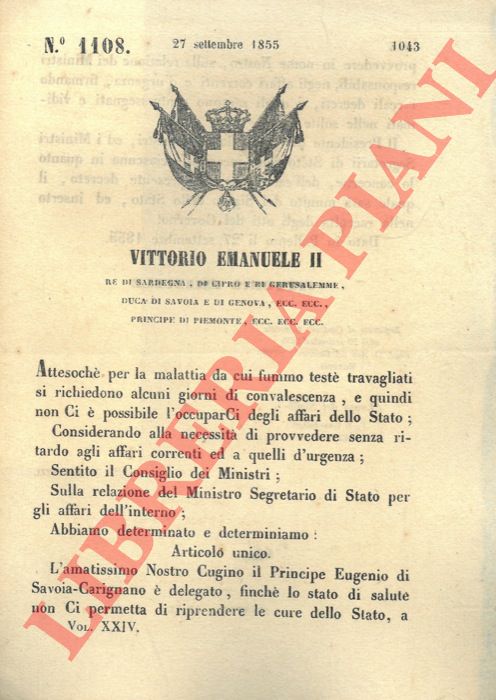 N.° 1108.
27 settembre 1855
1043
VITTORIO EMANUELE II
RE DI SARDEGNA, DI CIPRO E DI GERUSALEMME,
DUCA DI SAVOIA E DI GENOVA, ECC. ECC.,
PRINCIPE DI PIEMONTE, ECC. ECC. ECC.
Attesochè per la malattia da cui fummo testè travagliati
si richiedono alcuni giorni di convalescenza, e quindi
non Ci è possibile l'occuparCi degli affari dello Stato;
Considerando alla necessità di provvedere senza ri-
tardo agli affari correnti ed a quelli d'urgenza;
Sentito il Consiglio dei Ministri;
Sulla relazione del Ministro Segretario di Stato per
gli affari dell'interno;
Abbiamo determinato e determiniamo:
Articolo unico.
L'amatissimo Nostro Cugino il Principe Eugenio di
Savoia-Carignano è delegato, finchè lo stato di salute
non Ci permetta di riprendere le cure dello Stato, a
VOL. XXIV.
LIBRERIA PIANI